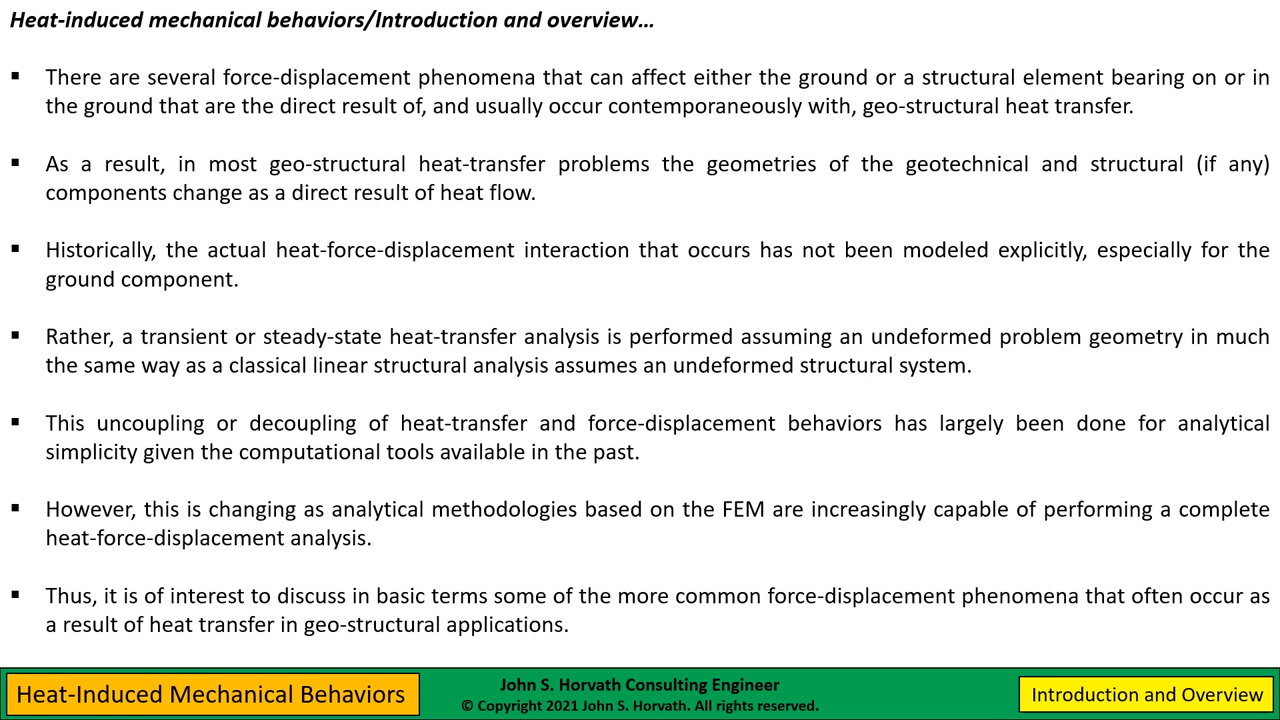 Heat-induced mechanical behaviors/Introduction and overview…
▪ There are several force-displacement phenomena that can affect either the ground or a structural element bearing on or in
the ground that are the direct result of, and usually occur contemporaneously with, geo-structural heat transfer.
▪ As a result, in most geo-structural heat-transfer problems the geometries of the geotechnical and structural (if any)
components change as a direct result of heat flow.
▪ Historically, the actual heat-force-displacement interaction that occurs has not been modeled explicitly, especially for the
ground component.
▪ Rather, a transient or steady-state heat-transfer analysis is performed assuming an undeformed problem geometry in much
the same way as a classical linear structural analysis assumes an undeformed structural system.
▪ This uncoupling or decoupling of heat-transfer and force-displacement behaviors has largely been done for analytical
simplicity given the computational tools available in the past.
▪ However, this is changing as analytical methodologies based on the FEM are increasingly capable of performing a complete
heat-force-displacement analysis.
▪ Thus, it is of interest to discuss in basic terms some of the more common force-displacement phenomena that often occur as
a result of heat transfer in geo-structural applications.
Heat-Induced Mechanical Behaviors
John S. Horvath Consulting Engineer
© Copyright 2021 John S. Horvath. All rights reserved.
Introduction and Overview